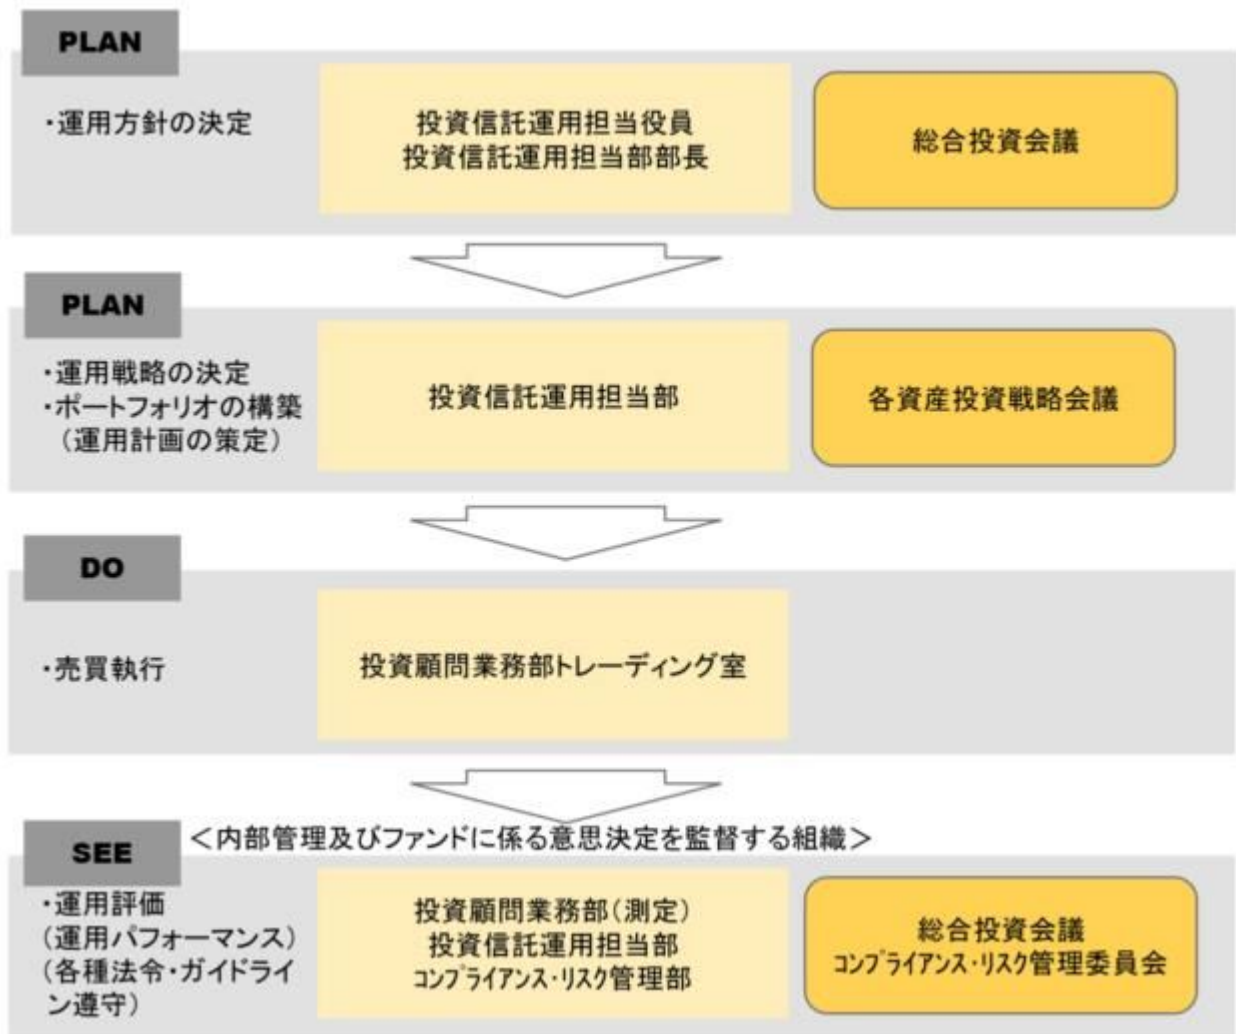 PLAN
・運用方針の決定
投資信託運用担当役員
投資信託運用担当部部長
総合投資会議
PLAN
・運用戦略の決定
・ポートフォリオの構築
（運用計画の策定）
投資信託運用担当部
各資産投資戦略会議
DO
・売買執行
投資顧問業務部トレーディング室
SEE
＜内部管理及びファンドに係る意思決定を監督する組織＞
・運用評価
（運用パフォーマンス）
（各種法令・ガイドライ
ン遵守）
投資顧問業務部（測定）
投資信託運用担当部
ｺﾝﾌﾟﾗｲｱﾝｽ・ﾘｽｸ管理部
総合投資会議
ｺﾝﾌﾟﾗｲｱﾝｽ・ﾘｽｸ管理委員会